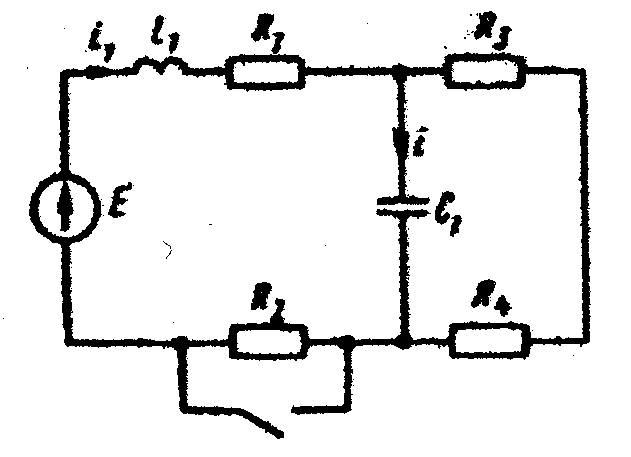 i₁ L₁ R₁ R₃
i
E C₁
R₂ R₄